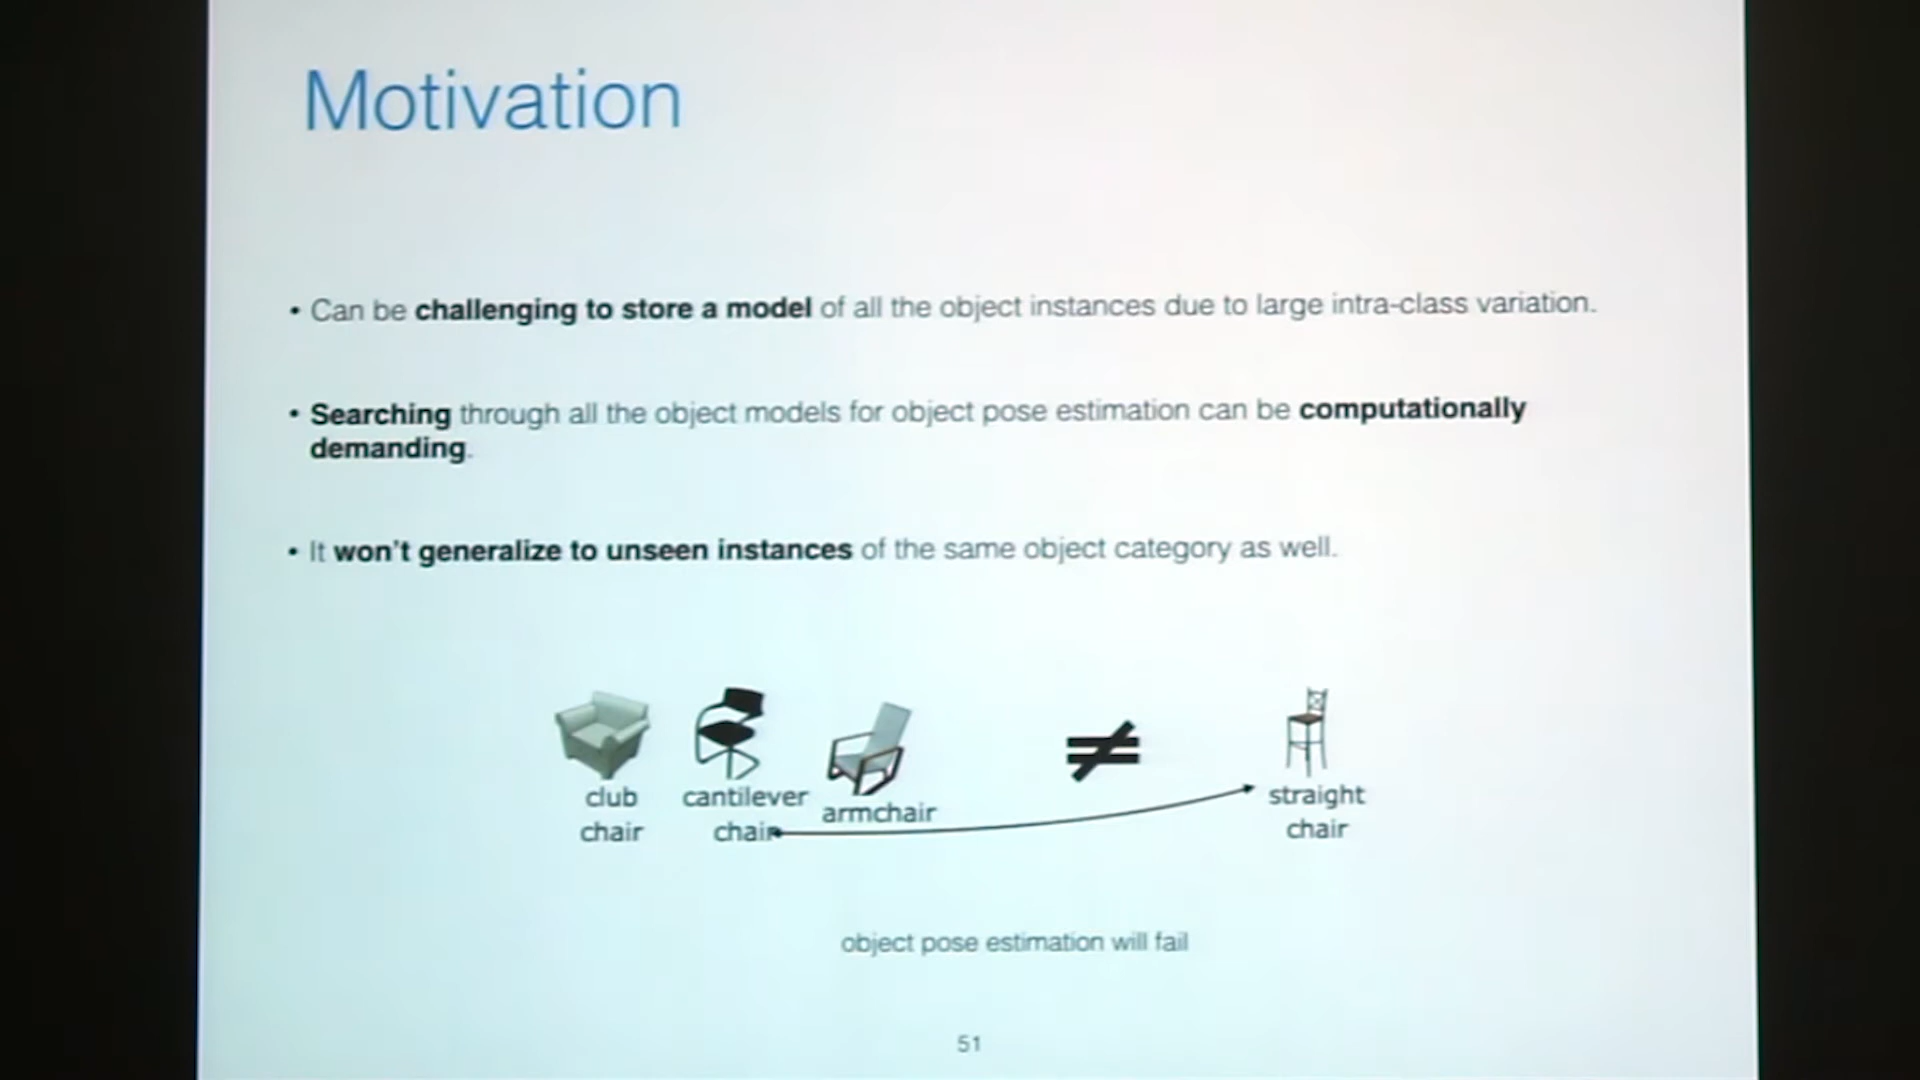 Motivation
• Can be challenging to store a model of all the object instances due to large intra-class variation.
• Searching through all the object models for object pose estimation can be computationally
demanding.
• It won't generalize to unseen instances of the same object category as well.
≠
club
chair
cantilever
chair
armchair
straight
chair
object pose estimation will fail
51